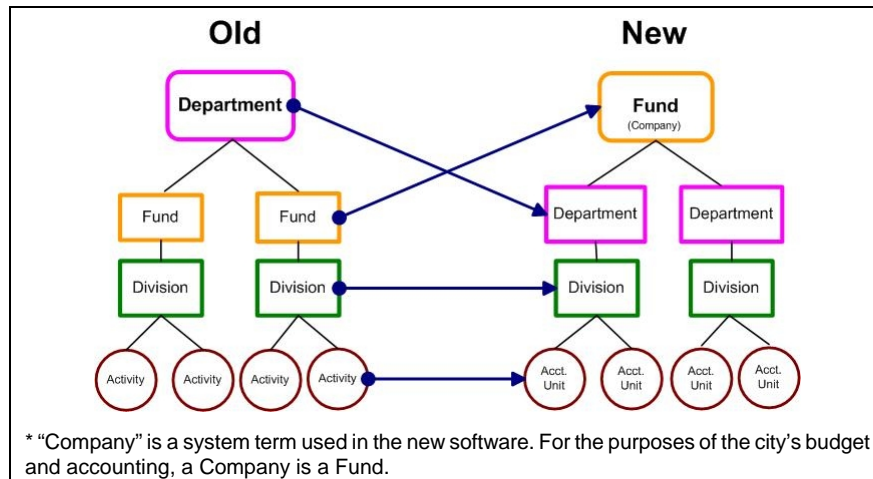 Old New
Department
Fund
(Company)
Fund Fund Department Department
Division Division Division Division
Activity Activity Activity Activity
Acct.
Unit
Acct.
Unit
Acct.
Unit
Acct.
Unit
* “Company” is a system term used in the new software. For the purposes of the city’s budget
and accounting, a Company is a Fund.